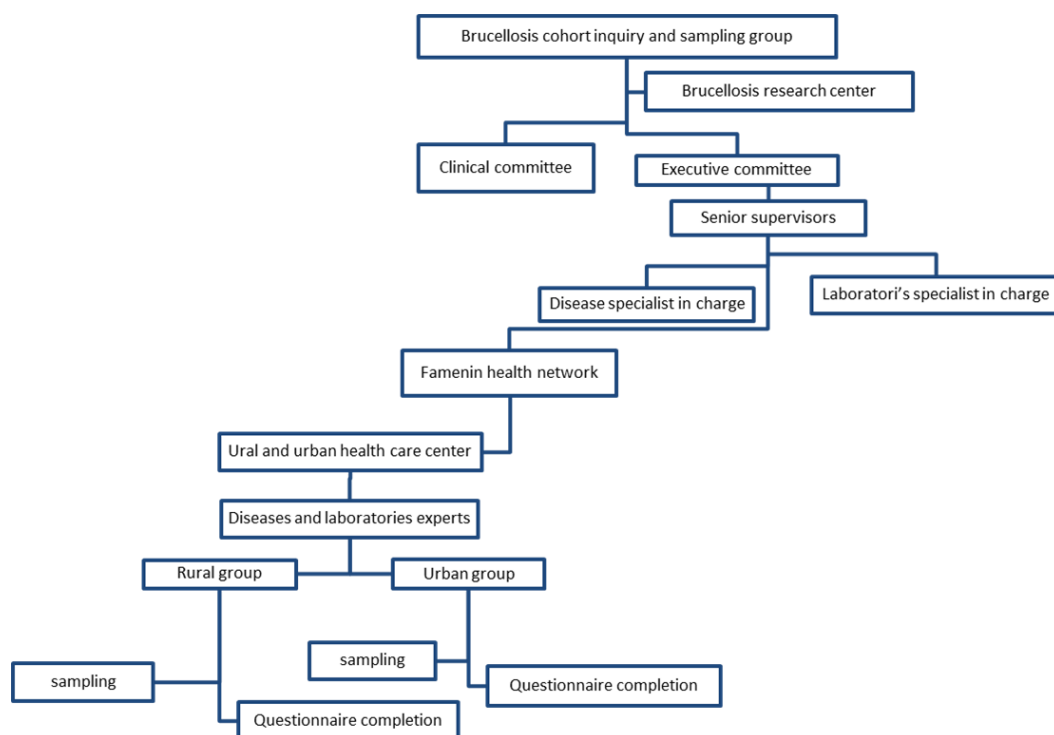 Brucellosis cohort inquiry and sampling group
Brucellosis research center
Clinical committee
Executive committee
Senior supervisors
Disease specialist in charge
Laboratori's specialist in charge
Famenin health network
Ural and urban health care center
Diseases and laboratories experts
Rural group
Urban group
sampling
sampling
Questionnaire completion
Questionnaire completion